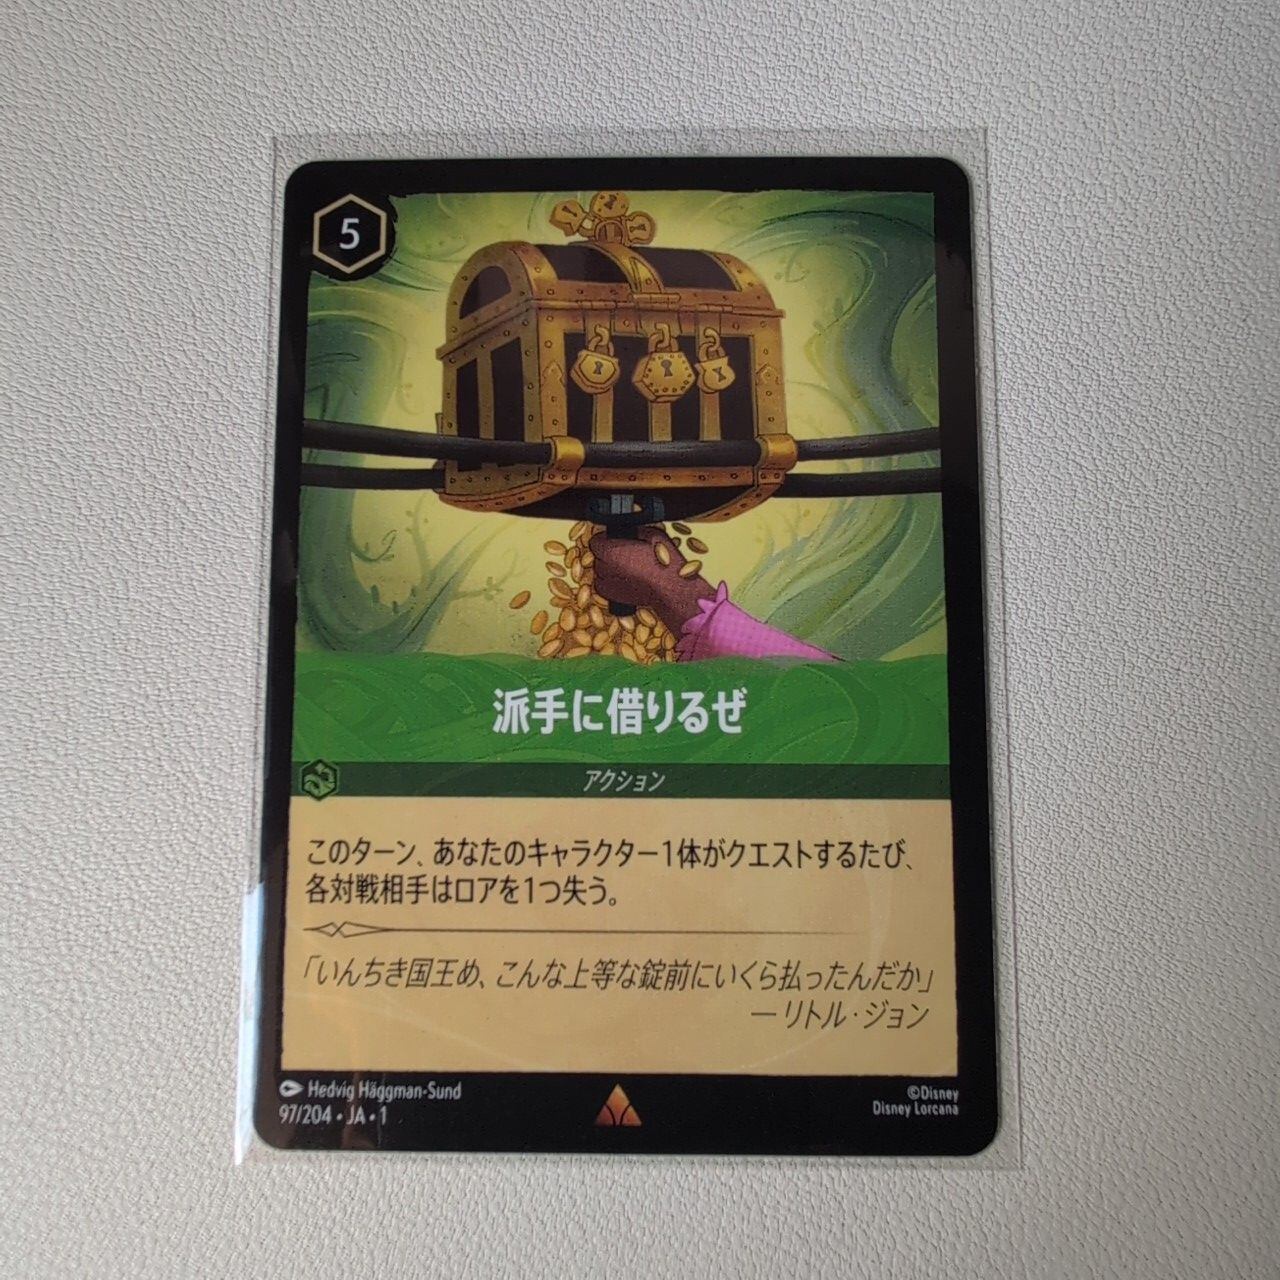 5
派手に借りるぜ
アクション
このターン、あなたのキャラクター1体がクエストするたび、
各対戦相手はロアを1つ失う。
「いんちき国王め、こんな上等な錠前にいくら払ったんだか」
— リトル・ジョン
Hedvig Häggman-Sund
97/204 • JA • 1
©Disney
Disney Lorcana